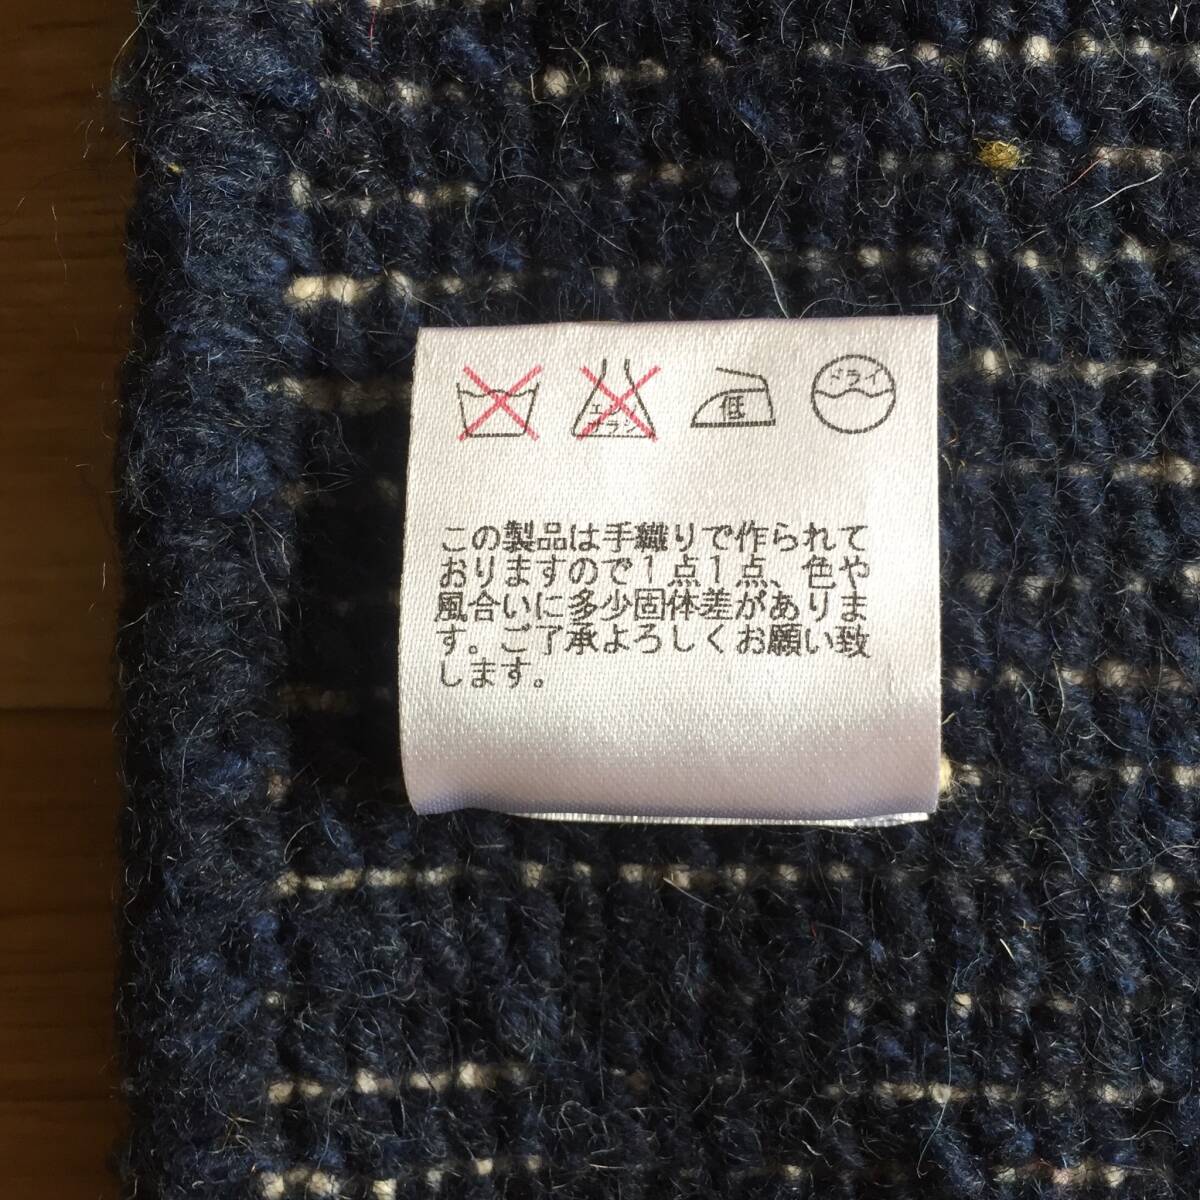 エンソ サラシ 低 ドライ
この製品は手織りで作られて
おりますので1点1点、色や
風合いに多少固体差がありま
す。ご了承よろしくお願い致
します。